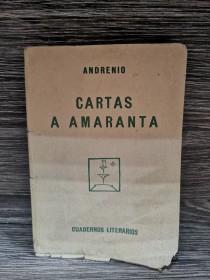 ANDRENIO
CARTAS
A AMARANTA
CUADERNOS LITERARIOS